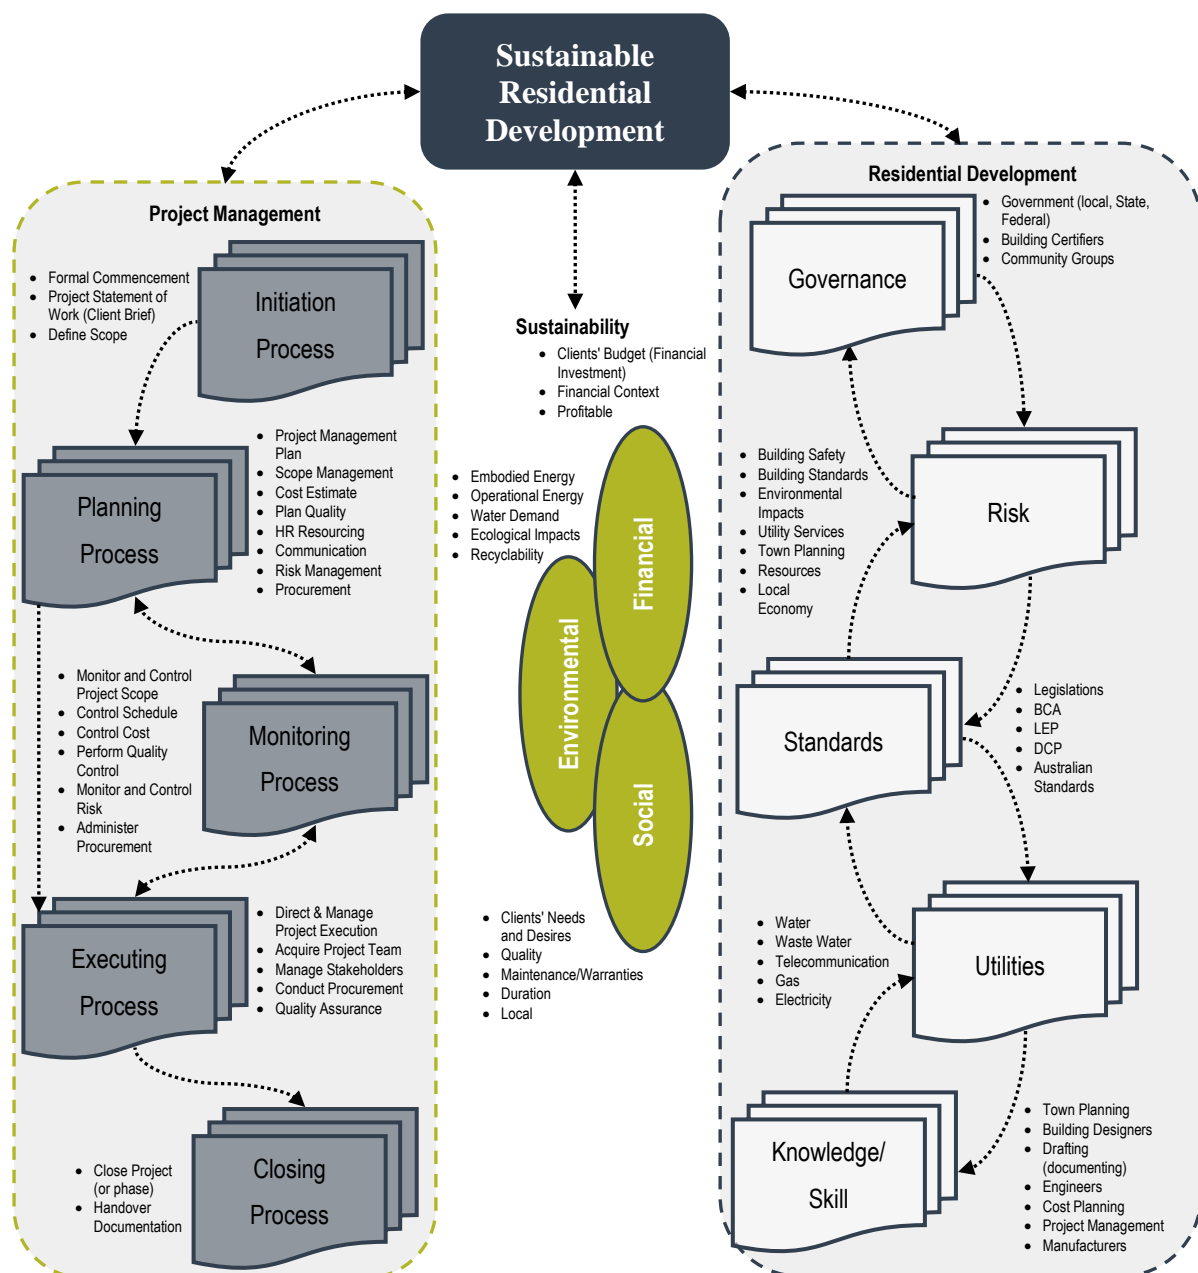 Sustainable
Residential
Development
Project Management
• Formal Commencement
• Project Statement of
Work (Client Brief)
• Define Scope
Initiation
Process
• Project Management
Plan
• Scope Management
• Cost Estimate
• Plan Quality
• HR Resourcing
• Communication
• Risk Management
• Procurement
Planning
Process
• Monitor and Control
Project Scope
• Control Schedule
• Control Cost
• Perform Quality
Control
• Monitor and Control
Risk
• Administer
Procurement
Monitoring
Process
• Direct & Manage
Project Execution
• Acquire Project Team
• Manage Stakeholders
• Conduct Procurement
• Quality Assurance
Executing
Process
• Close Project
(or phase)
• Handover
Documentation
Closing
Process
Sustainability
• Clients' Budget (Financial
Investment)
• Financial Context
• Profitable
• Embodied Energy
• Operational Energy
• Water Demand
• Ecological Impacts
• Recyclability
Financial
Environmental
Social
• Clients' Needs
and Desires
• Quality
• Maintenance/Warranties
• Duration
• Local
Residential Development
• Government (local, State,
Federal)
• Building Certifiers
• Community Groups
Governance
• Building Safety
• Building Standards
• Environmental
Impacts
• Utility Services
• Town Planning
• Resources
• Local
Economy
Risk
Standards
• Legislations
• BCA
• LEP
• DCP
• Australian
Standards
• Water
• Waste Water
• Telecommunication
• Gas
• Electricity
Utilities
Knowledge/
Skill
• Town Planning
• Building Designers
• Drafting
(documenting)
• Engineers
• Cost Planning
• Project Management
• Manufacturers